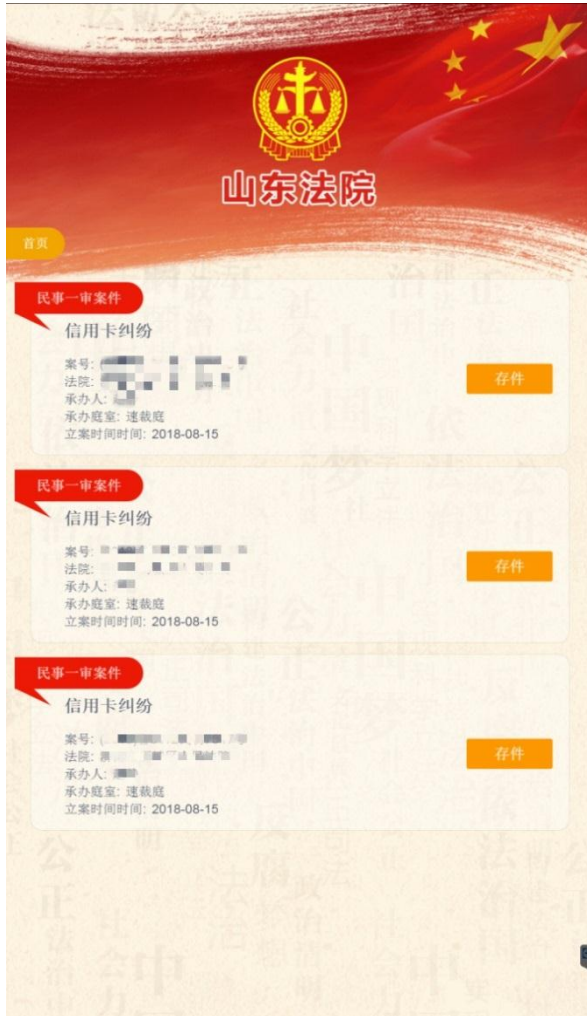 山东法院
首页
民事一审案件
信用卡纠纷
案号:
法院:
存件
承办人:
承办庭室: 速裁庭
立案时间时间: 2018-08-15
民事一审案件
信用卡纠纷
案号:
法院:
存件
承办人:
承办庭室: 速裁庭
立案时间时间: 2018-08-15
民事一审案件
信用卡纠纷
案号:
法院:
存件
承办人:
承办庭室: 速裁庭
立案时间时间: 2018-08-15